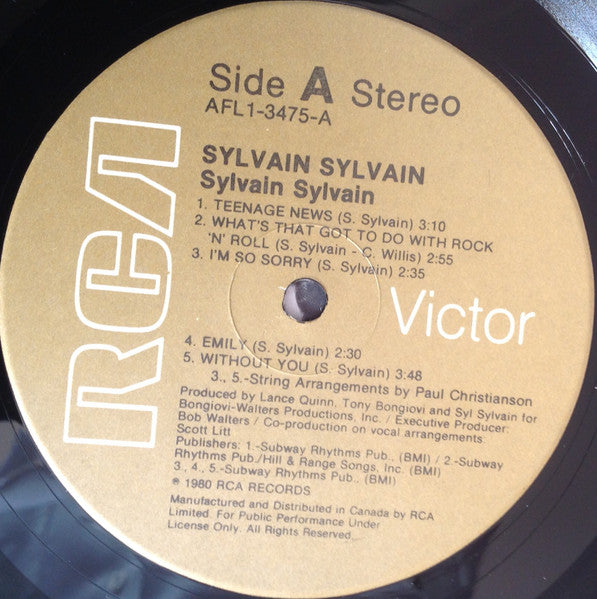 Side A Stereo
AFL1-3475-A
SYLVAIN SYLVAIN
Sylvain Sylvain
1. TEENAGE NEWS (S. Sylvain) 3:10
2. WHAT'S THAT GOT TO DO WITH ROCK
'N' ROLL (S. Sylvain - C. Willis) 2:55
3. I'M SO SORRY (S. Sylvain) 2:35
RCA
Victor
4. EMILY (S. Sylvain) 2:30
5. WITHOUT YOU (S. Sylvain) 3:48
3., 5.-String Arrangements by Paul Christianson
Produced by Lance Quinn, Tony Bongiovi and Syl Sylvain for
Bongiovi-Walters Productions, Inc. / Executive Producer:
Bob Walters / Co-production on vocal arrangements:
Scott Litt
Publishers: 1.-Subway Rhythms Pub., (BMI) / 2.-Subway
Rhythms Pub./Hill & Range Songs, Inc. (BMI)
3., 4., 5.-Subway Rhythms Pub., (BMI)
℗ 1980 RCA RECORDS
Manufactured and Distributed in Canada by RCA
Limited. For Public Performance Under
License Only. All Rights Reserved.